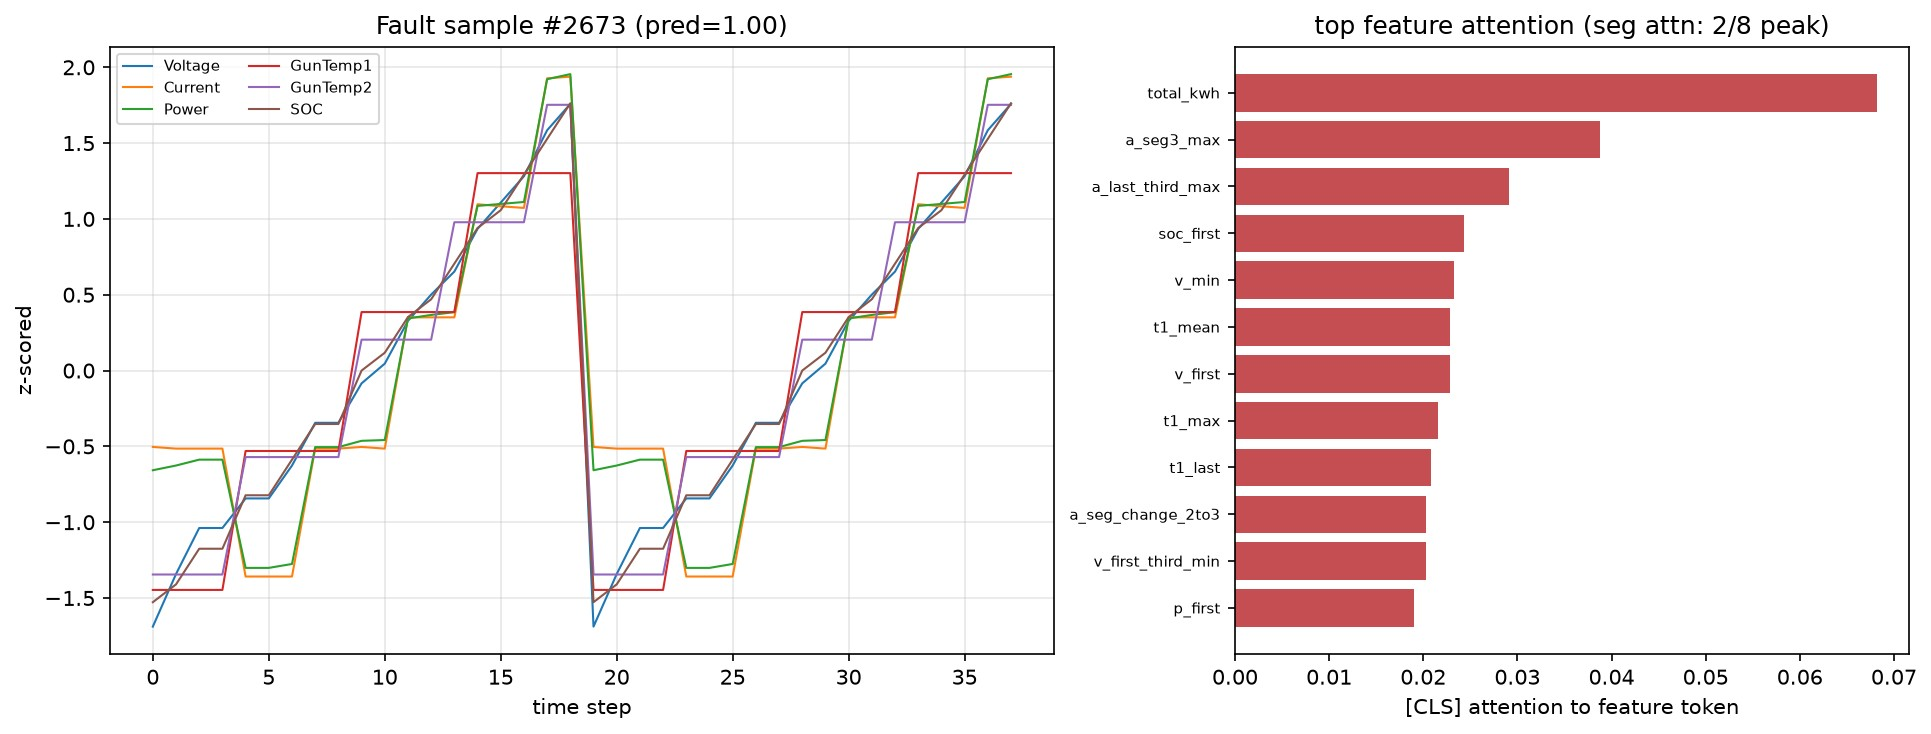 Fault sample #2673 (pred=1.00)
Voltage
Current
Power
GunTemp1
GunTemp2
SOC
2.0
1.5
1.0
0.5
0.0
−0.5
−1.0
−1.5
z-scored
0 5 10 15 20 25 30 35
time step
top feature attention (seg attn: 2/8 peak)
total_kwh
a_seg3_max
a_last_third_max
soc_first
v_min
t1_mean
v_first
t1_max
t1_last
a_seg_change_2to3
v_first_third_min
p_first
0.00 0.01 0.02 0.03 0.04 0.05 0.06 0.07
[CLS] attention to feature token